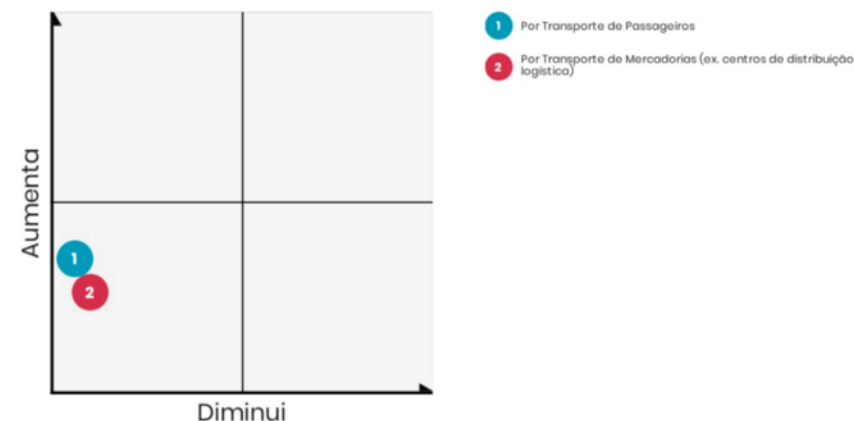 1 Por Transporte de Passageiros
2 Por Transporte de Mercadorias (ex. centros de distribuição
logística)
Aumenta
1
2
Diminui